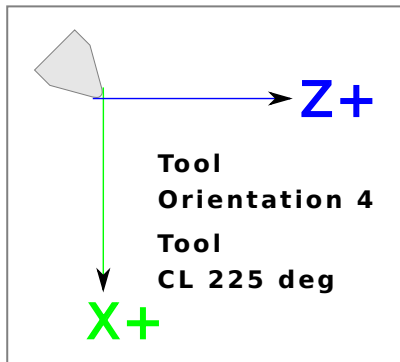 Z+
Tool
Orientation 4
Tool
CL 225 deg
X+